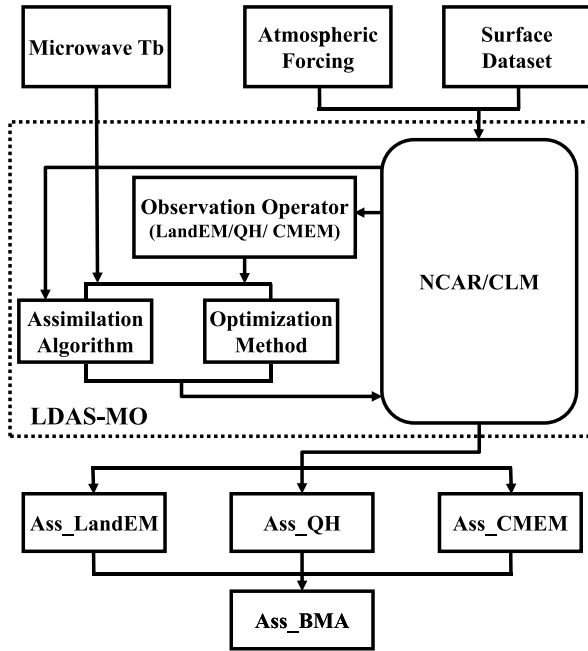 Microwave Tb
Atmospheric
Forcing
Surface
Dataset
Observation Operator
(LandEM/QH/ CMEM)
NCAR/CLM
Assimilation
Algorithm
Optimization
Method
LDAS-MO
Ass_LandEM
Ass_QH
Ass_CMEM
Ass_BMA